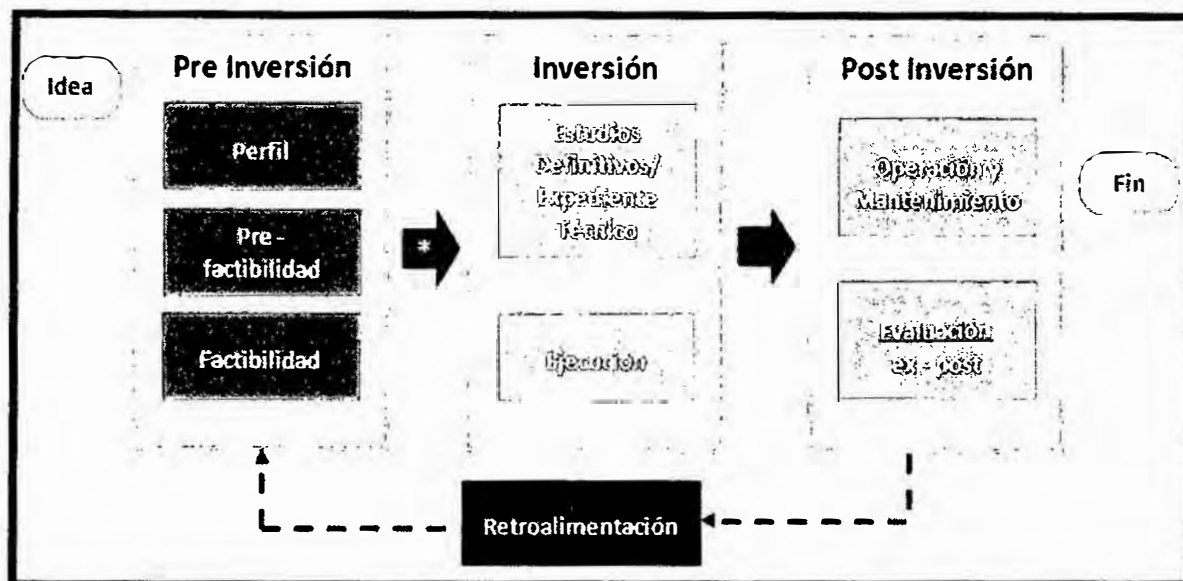 Idea
Pre Inversión
Perfil
Pre -
factibilidad
Factibilidad
*
Inversión
Estudios
Definitivos/
Expediente
Técnico
Ejecución
Post Inversión
Operación y
Mantenimiento
Evaluación
ex - post
Fin
Retroalimentación